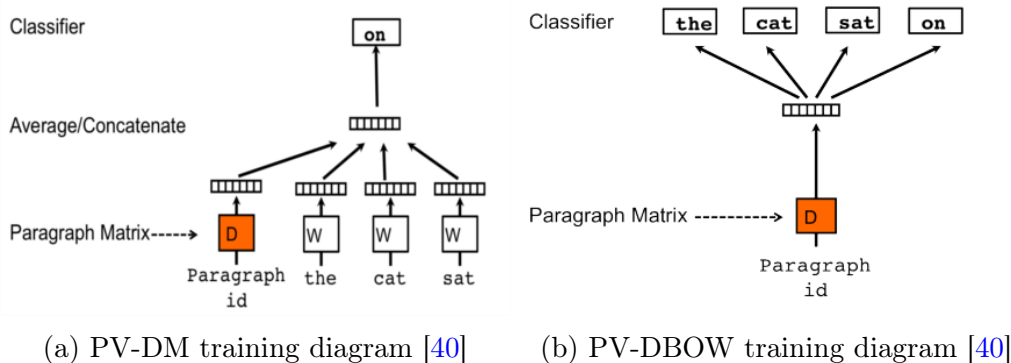 Classifier
on
Average/Concatenate
Paragraph Matrix
D W W W
Paragraph the cat sat
id
(a) PV-DM training diagram [40]
Classifier
the cat sat on
Paragraph Matrix
D
Paragraph
id
(b) PV-DBOW training diagram [40]